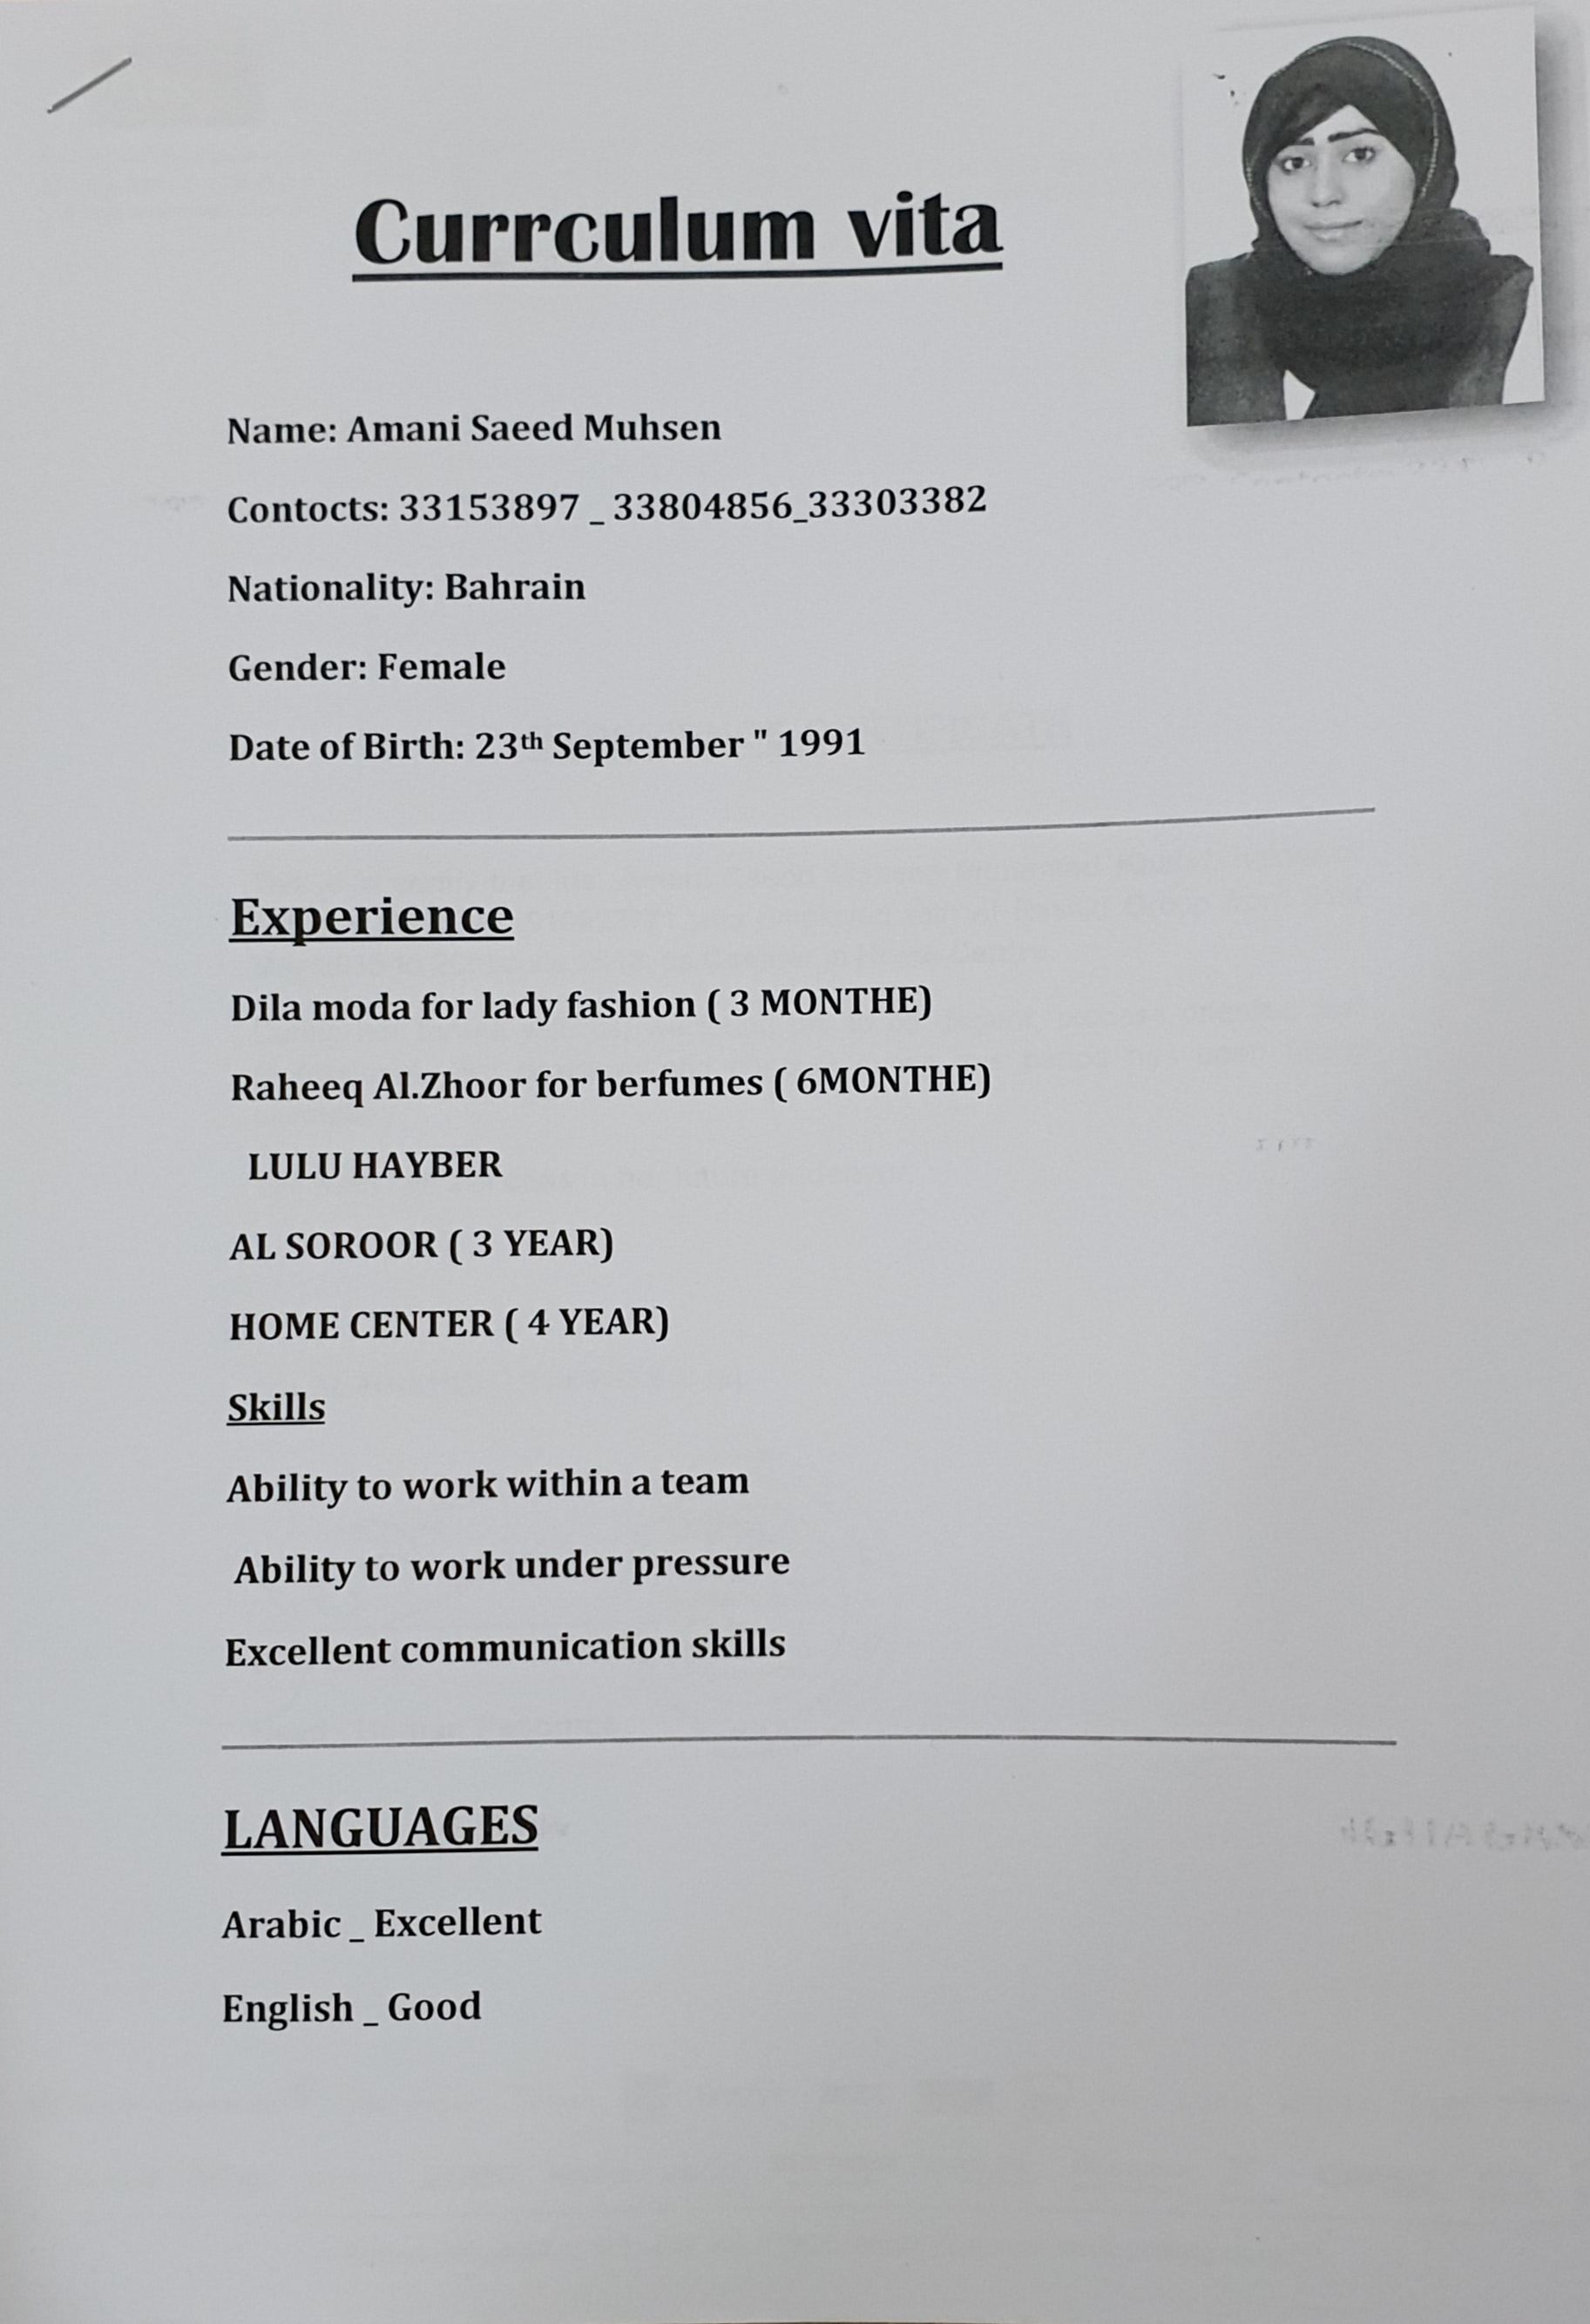 Currculum vita
Name: Amani Saeed Muhsen
Contocts: 33153897 _ 33804856_33303382
Nationality: Bahrain
Gender: Female
Date of Birth: 23th September " 1991
Experience
Dila moda for lady fashion ( 3 MONTHE)
Raheeq Al.Zhoor for berfumes ( 6MONTHE)
LULU HAYBER
AL SOROOR ( 3 YEAR)
HOME CENTER ( 4 YEAR)
Skills
Ability to work within a team
Ability to work under pressure
Excellent communication skills
LANGUAGES
Arabic _ Excellent
English _ Good